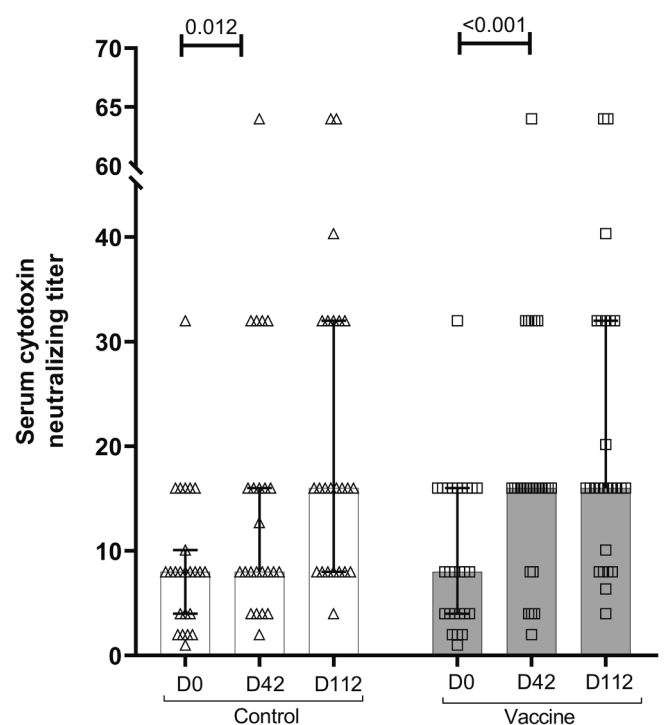 0.012
<0.001
70
65
60
40
30
20
10
0
Serum cytotoxin
neutralizing titer
D0 D42 D112 D0 D42 D112
Control Vaccine